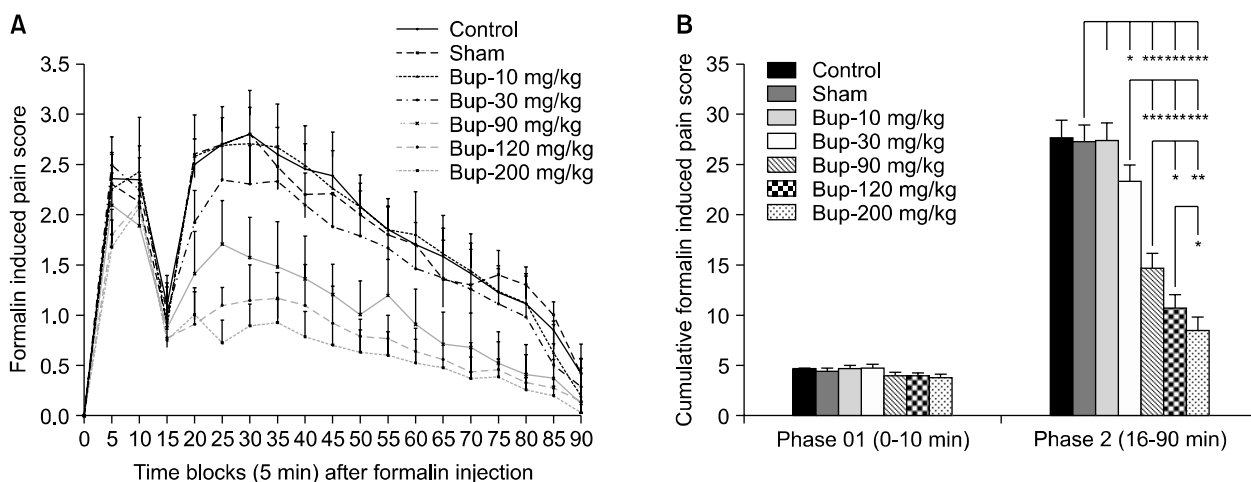 A
Control
Sham
Bup-10 mg/kg
Bup-30 mg/kg
Bup-90 mg/kg
Bup-120 mg/kg
Bup-200 mg/kg
Formalin induced pain score
3.5
3.0
2.5
2.0
1.5
1.0
0.5
0.0
0 5 10 15 20 25 30 35 40 45 50 55 60 65 70 75 80 85 90
Time blocks (5 min) after formalin injection
B
Cumulative formalin induced pain score
35
30
25
20
15
10
5
0
Control
Sham
Bup-10 mg/kg
Bup-30 mg/kg
Bup-90 mg/kg
Bup-120 mg/kg
Bup-200 mg/kg
* *** *** ***
*** *** ***
* **
*
Phase 01 (0-10 min) Phase 2 (16-90 min)